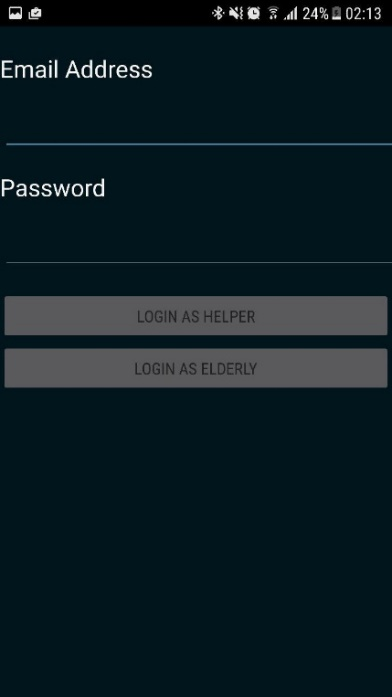 24% 02:13
Email Address
Password
LOGIN AS HELPER
LOGIN AS ELDERLY